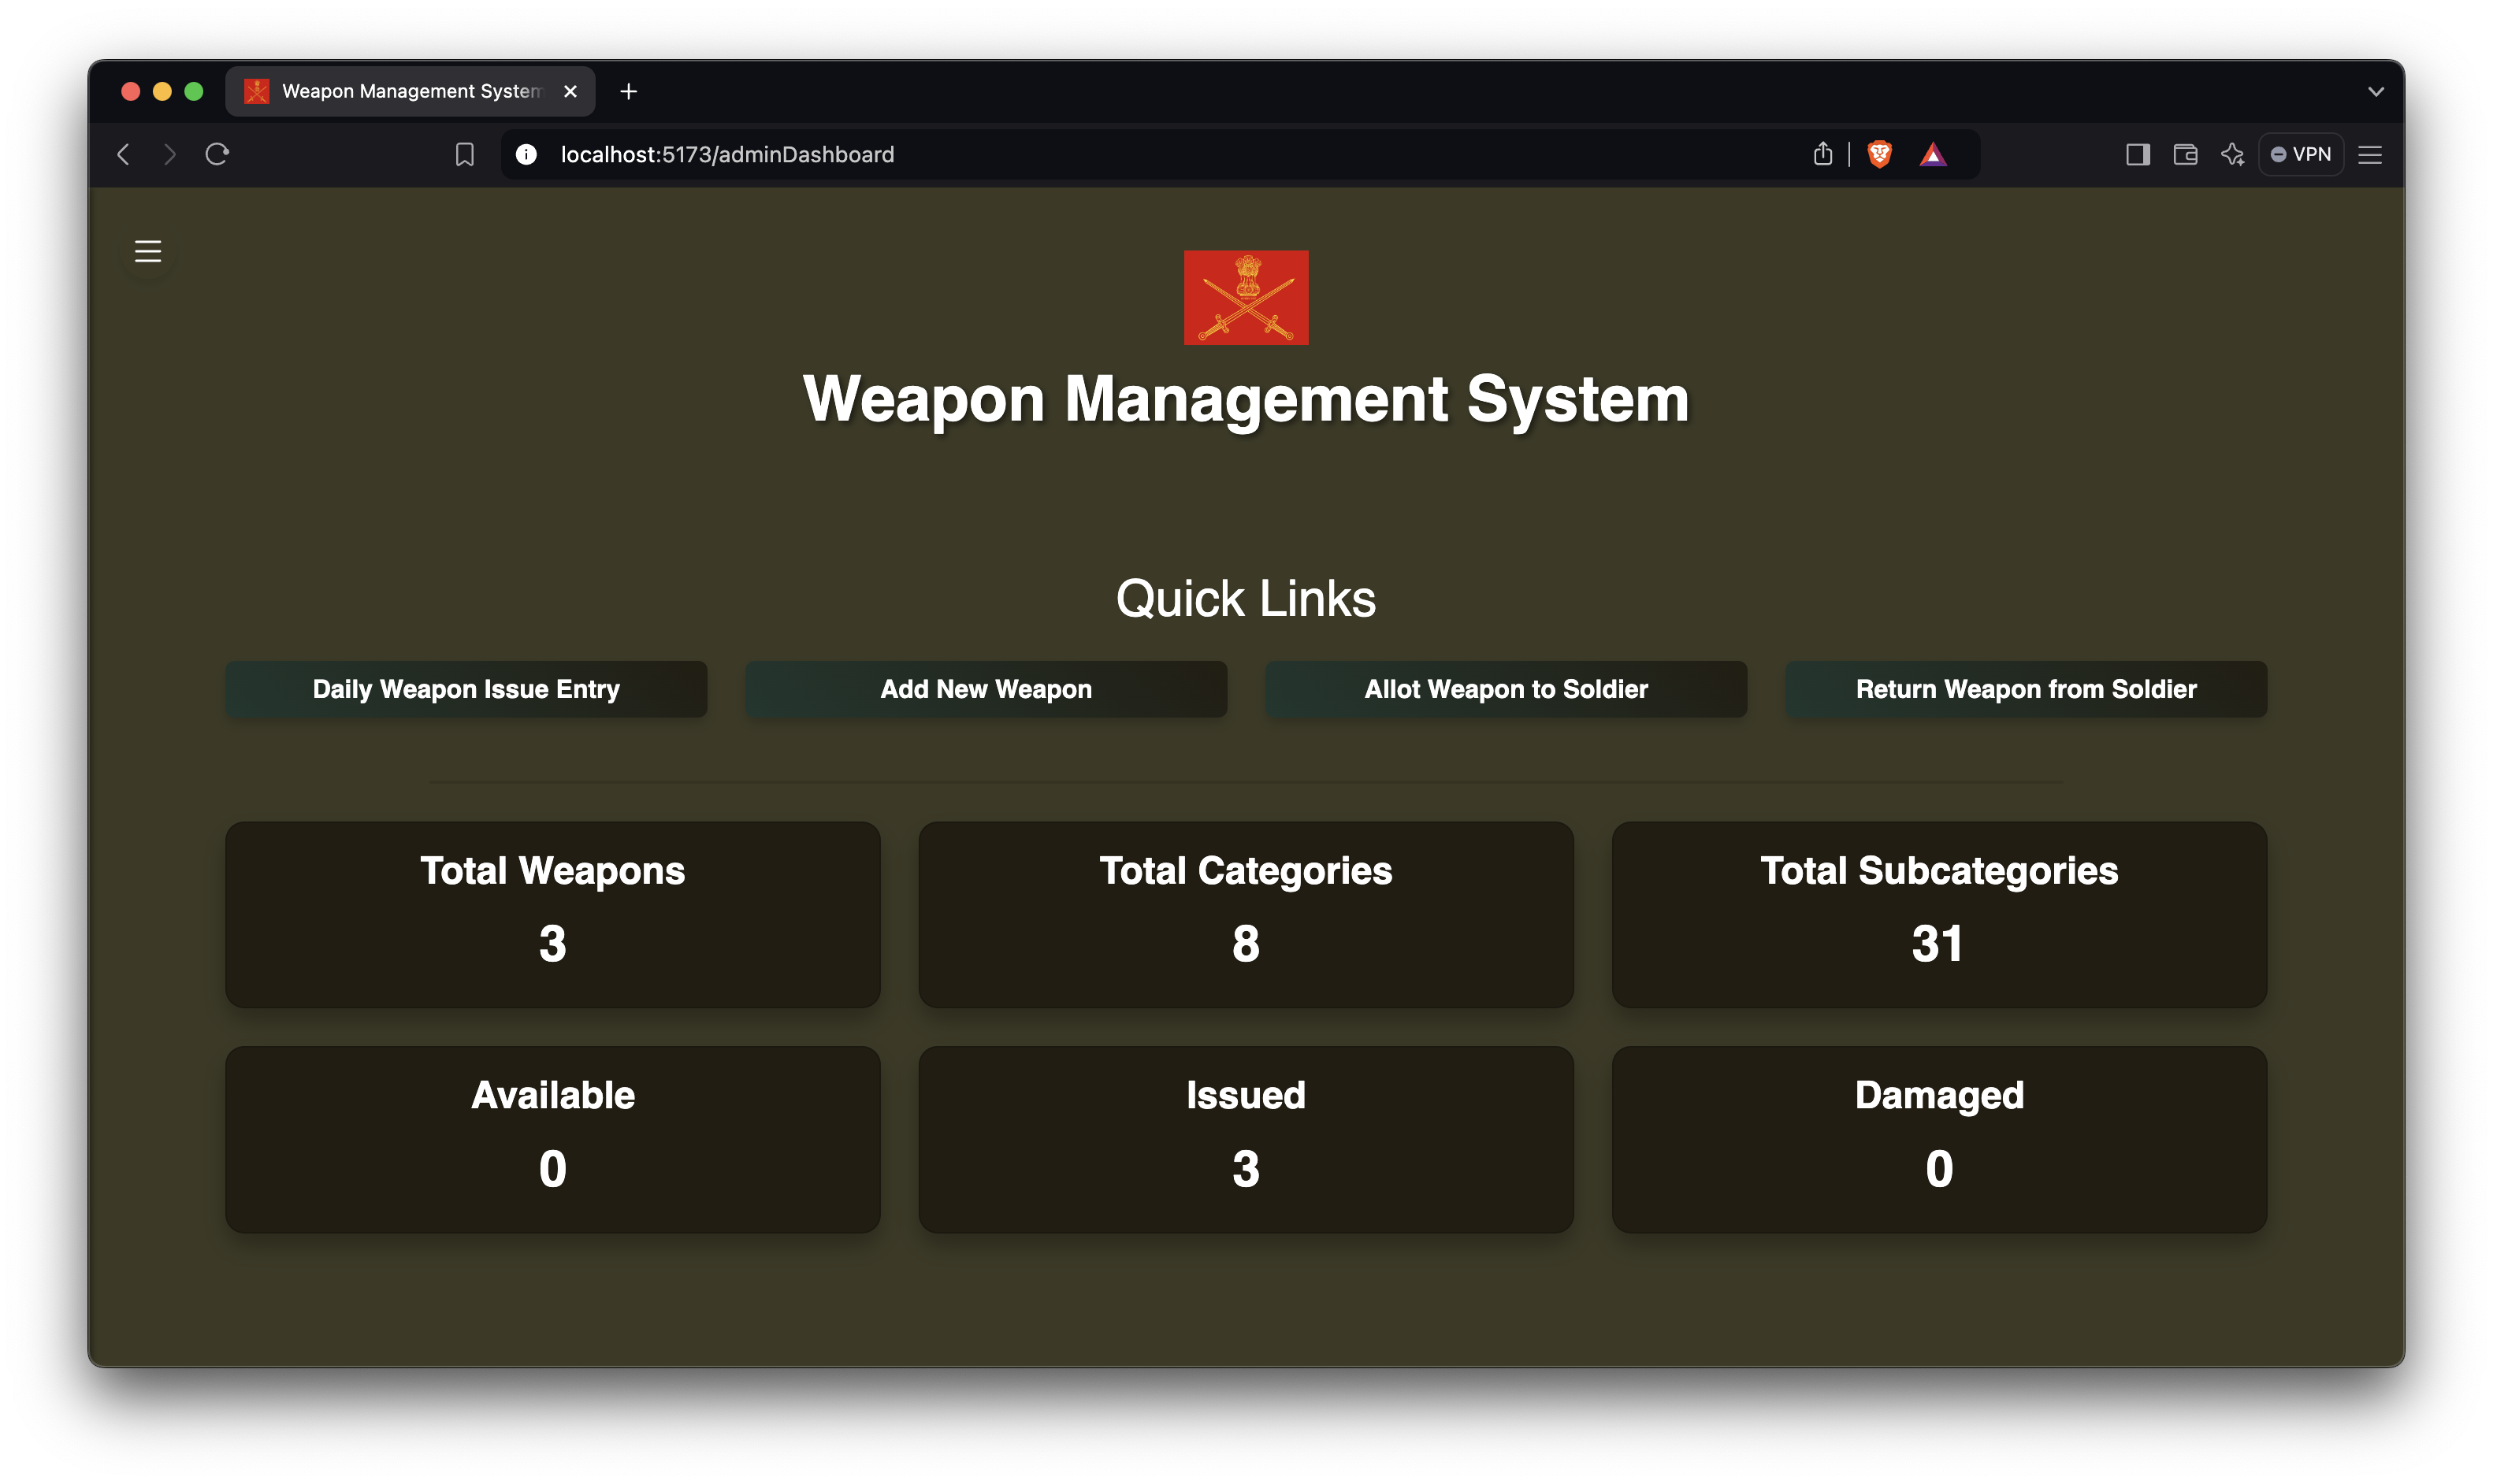 Weapon Management System
localhost:5173/adminDashboard
VPN
Weapon Management System
Quick Links
Daily Weapon Issue Entry
Add New Weapon
Allot Weapon to Soldier
Return Weapon from Soldier
Total Weapons
3
Total Categories
8
Total Subcategories
31
Available
0
Issued
3
Damaged
0